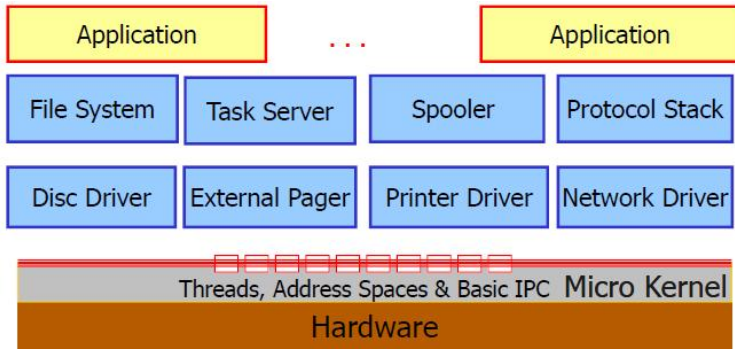 Application ... Application
File System Task Server Spooler Protocol Stack
Disc Driver External Pager Printer Driver Network Driver
Threads, Address Spaces & Basic IPC Micro Kernel
Hardware